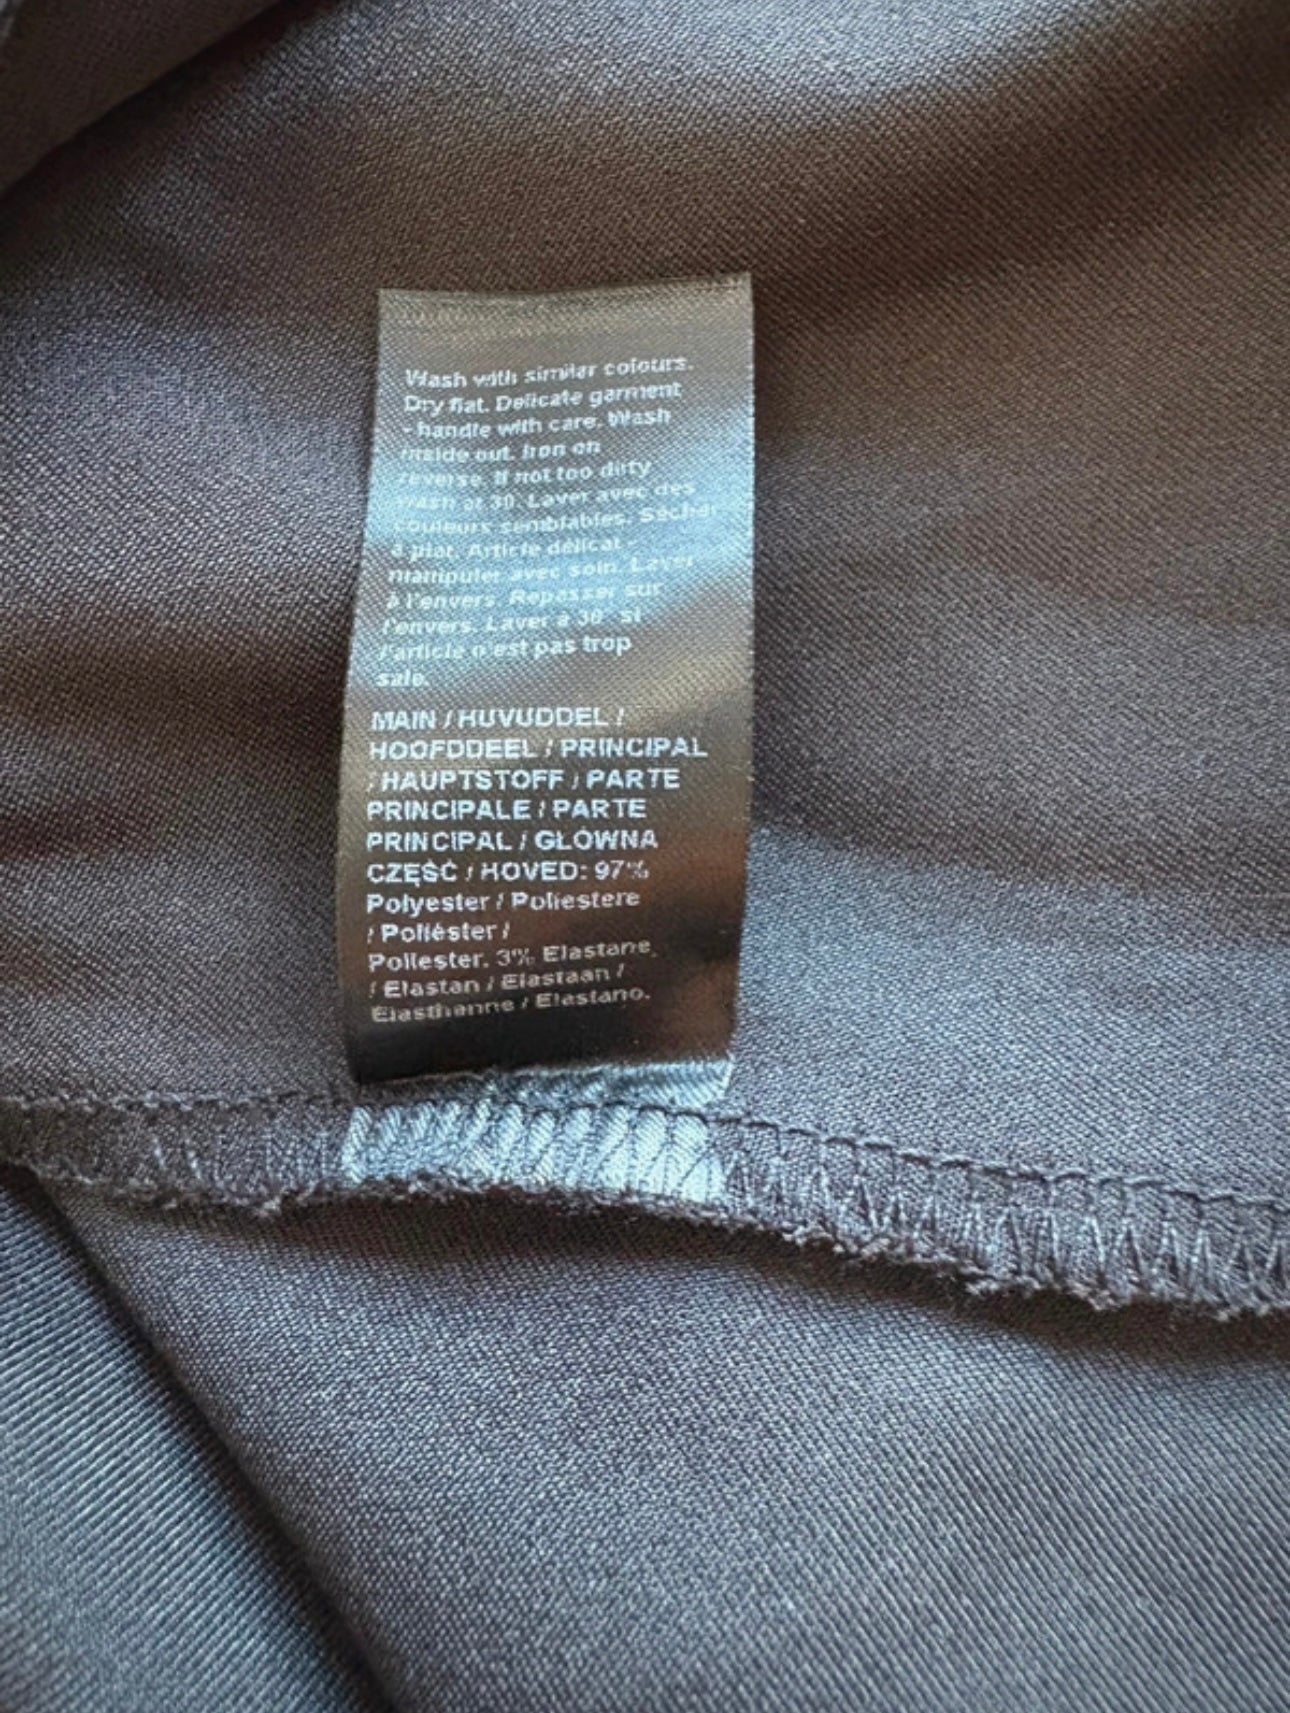 Wash with similar colours.
Dry flat. Delicate garment
- handle with care. Wash
inside out. Iron on
reverse. If not too dirty
wash at 30. Laver avec des
couleurs semblables. Sécher
à plat. Article délicat
manipuler avec soin. Laver
à l'envers. Repasser sur
l'envers. Laver à 30° si
l'article n'est pas trop
sale.
MAIN / HUVUDDEL /
HOOFDDEEL / PRINCIPAL
/ HAUPTSTOFF / PARTE
PRINCIPALE / PARTE
PRINCIPAL / GŁÓWNA
CZĘŚĆ / HOVED: 97%
Polyester / Poliestere
/ Poliéster /
Poliester. 3% Elastane
/ Elastan / Elastaan /
Elasthanne / Elastano.